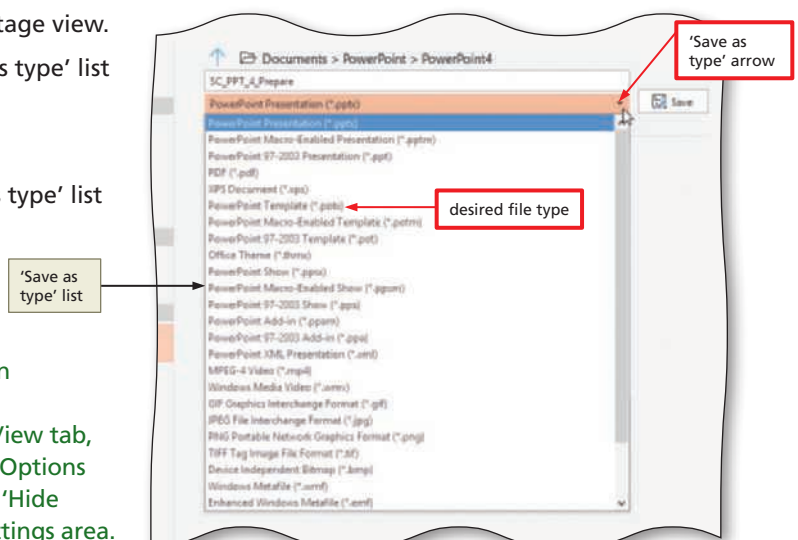 tage view.
s type' list
type' list
n
View tab,
Options
'Hide
ttings area.
'Save as
type' arrow
Documents > PowerPoint > PowerPoint4
SC_PPT_4_Prepare
PowerPoint Presentation (*.pptx)
Save
PowerPoint Presentation (*.pptx)
PowerPoint Macro-Enabled Presentation (*.pptm)
PowerPoint 97-2003 Presentation (*.ppt)
PDF (*.pdf)
XPS Document (*.xps)
PowerPoint Template (*.potx)
desired file type
PowerPoint Macro-Enabled Template (*.potm)
PowerPoint 97-2003 Template (*.pot)
Office Theme (*.thmx)
PowerPoint Show (*.ppsx)
'Save as
type' list
PowerPoint Macro-Enabled Show (*.ppsm)
PowerPoint 97-2003 Show (*.pps)
PowerPoint Add-in (*.ppam)
PowerPoint 97-2003 Add-in (*.ppa)
PowerPoint XML Presentation (*.xml)
MPEG-4 Video (*.mp4)
Windows Media Video (*.wmv)
GIF Graphics Interchange Format (*.gif)
JPEG File Interchange Format (*.jpg)
PNG Portable Network Graphics Format (*.png)
TIFF Tag Image File Format (*.tif)
Device Independent Bitmap (*.bmp)
Windows Metafile (*.wmf)
Enhanced Windows Metafile (*.emf)